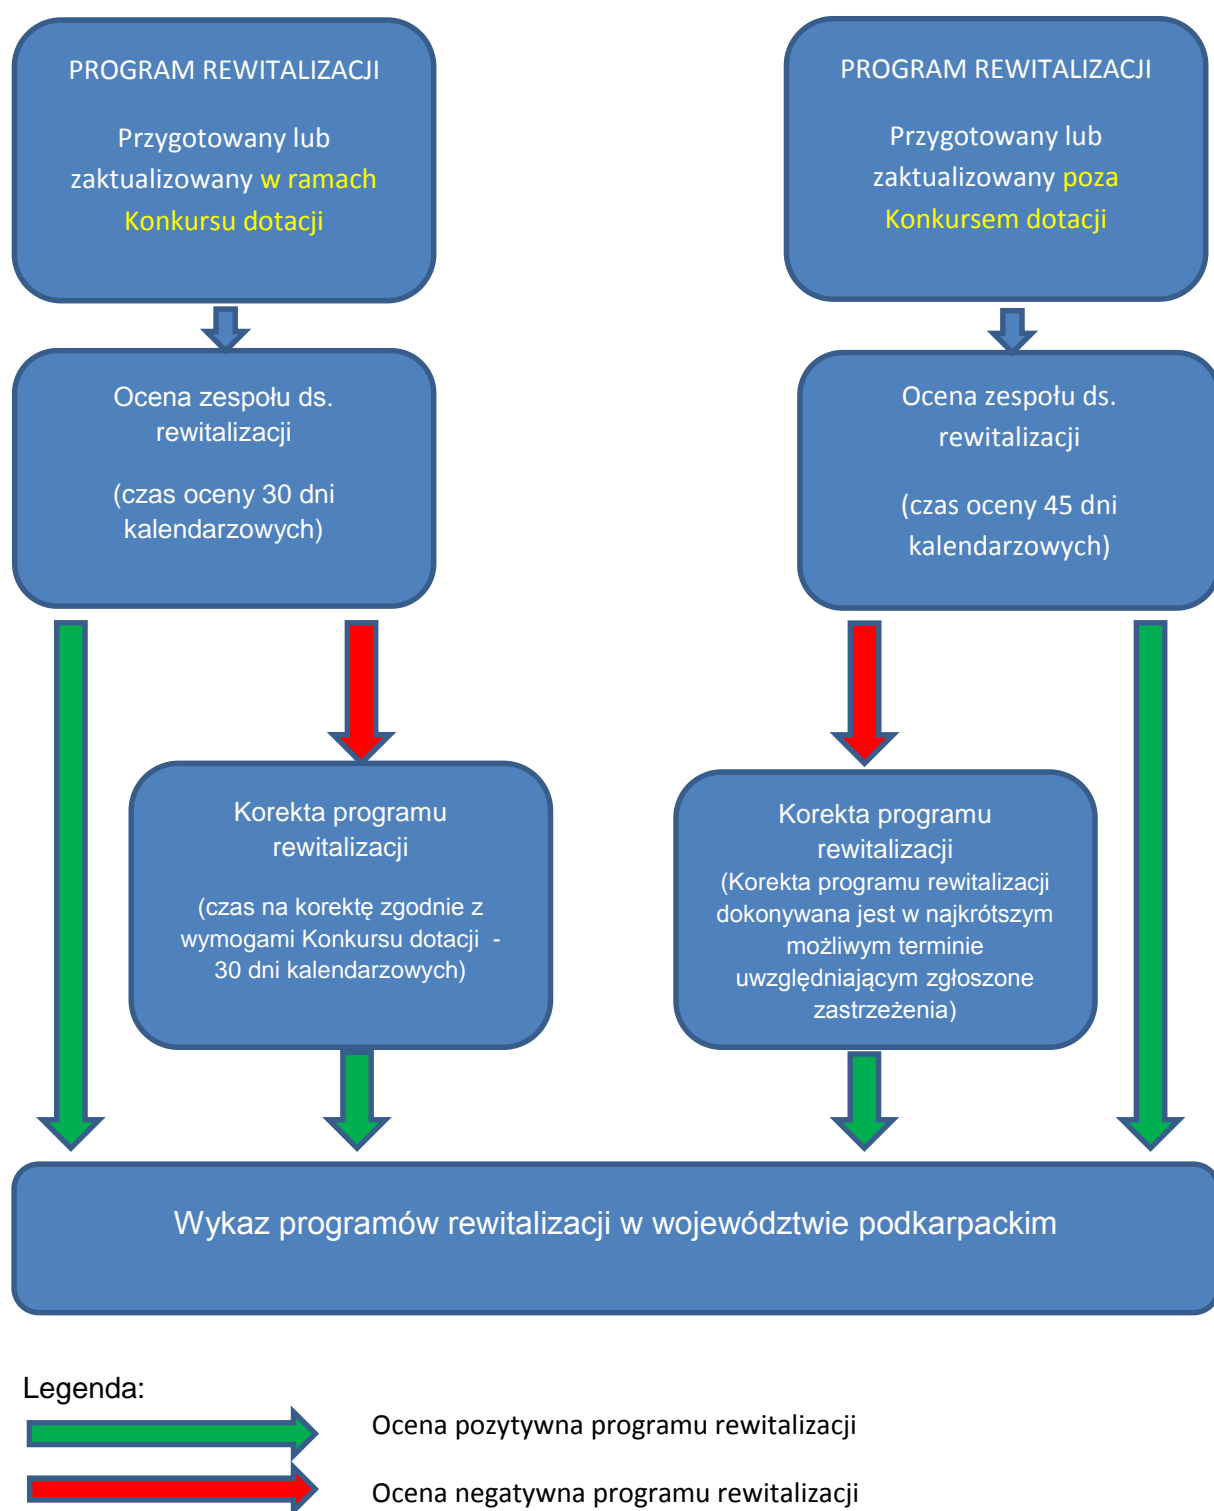 PROGRAM REWITALIZACJI
Przygotowany lub
zaktualizowany w ramach
Konkursu dotacji
PROGRAM REWITALIZACJI
Przygotowany lub
zaktualizowany poza
Konkursem dotacji
Ocena zespołu ds.
rewitalizacji
(czas oceny 30 dni
kalendarzowych)
Ocena zespołu ds.
rewitalizacji
(czas oceny 45 dni
kalendarzowych)
Korekta programu
rewitalizacji
(czas na korektę zgodnie z
wymogami Konkursu dotacji -
30 dni kalendarzowych)
Korekta programu
rewitalizacji
(Korekta programu rewitalizacji
dokonywana jest w najkrótszym
możliwym terminie
uwzględniającym zgłoszone
zastrzeżenia)
Wykaz programów rewitalizacji w województwie podkarpackim
Legenda:
Ocena pozytywna programu rewitalizacji
Ocena negatywna programu rewitalizacji